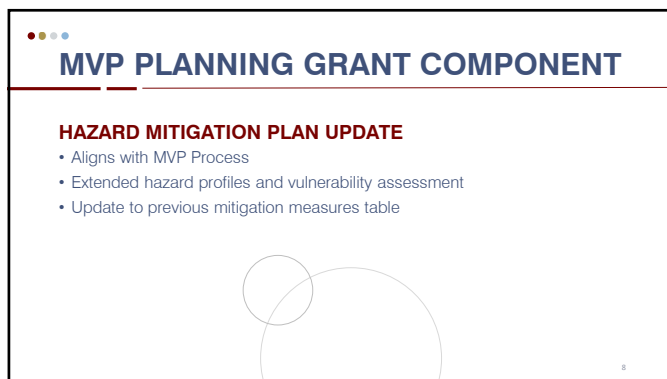 MVP PLANNING GRANT COMPONENT
HAZARD MITIGATION PLAN UPDATE
• Aligns with MVP Process
• Extended hazard profiles and vulnerability assessment
• Update to previous mitigation measures table
8